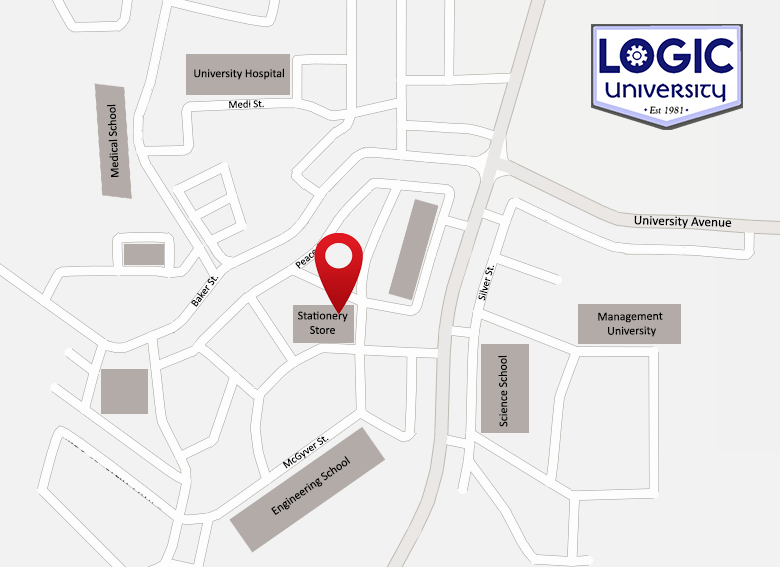 LOGIC
University
• Est 1981 •
University Hospital
Medi St.
Medical School
University Avenue
Peace
Baker St.
Silver St.
Stationery
Store
Management
University
Science School
McGyver St.
Engineering School